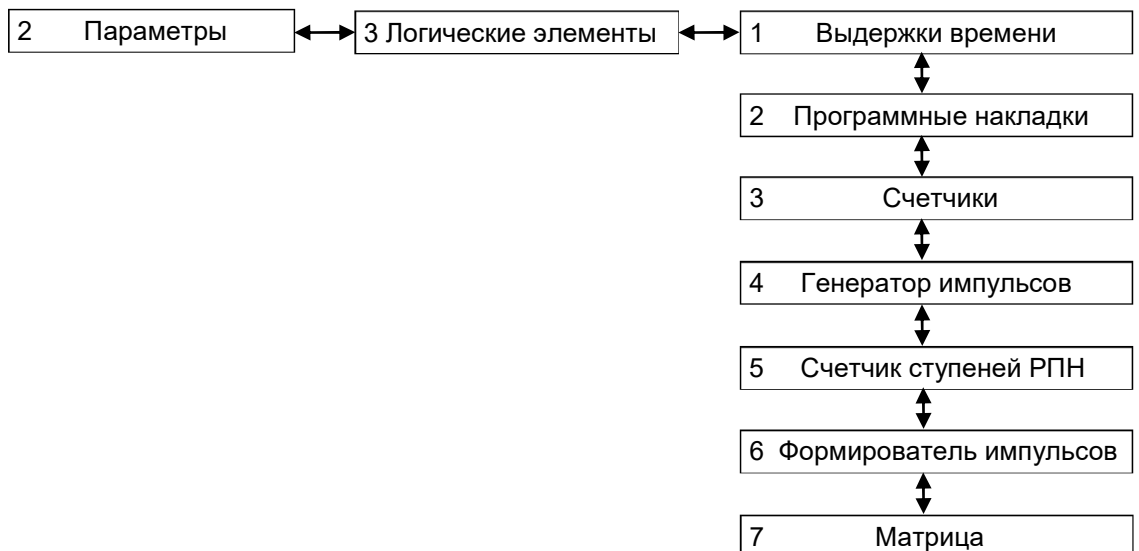 2 Параметры
3 Логические элементы
1 Выдержки времени
2 Программные накладки
3 Счетчики
4 Генератор импульсов
5 Счетчик ступеней РПН
6 Формирователь импульсов
7 Матрица